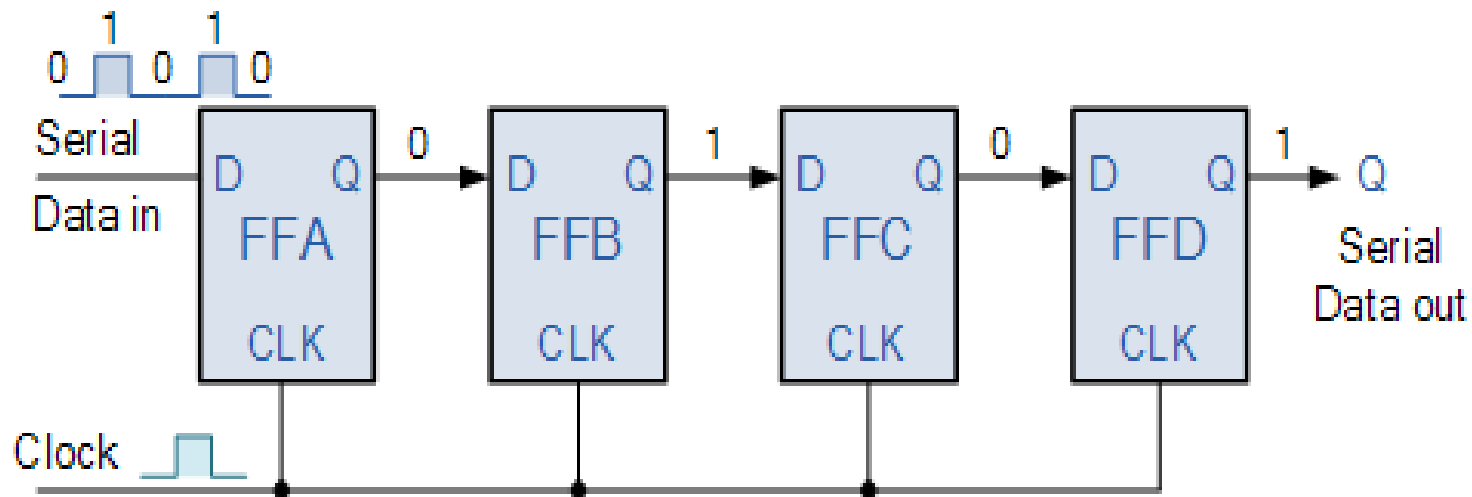 0 1 0 1 0
Serial
Data in
D Q
FFA
CLK
0
D Q
FFB
CLK
1
D Q
FFC
CLK
0
D Q
FFD
CLK
1
Q
Serial
Data out
Clock